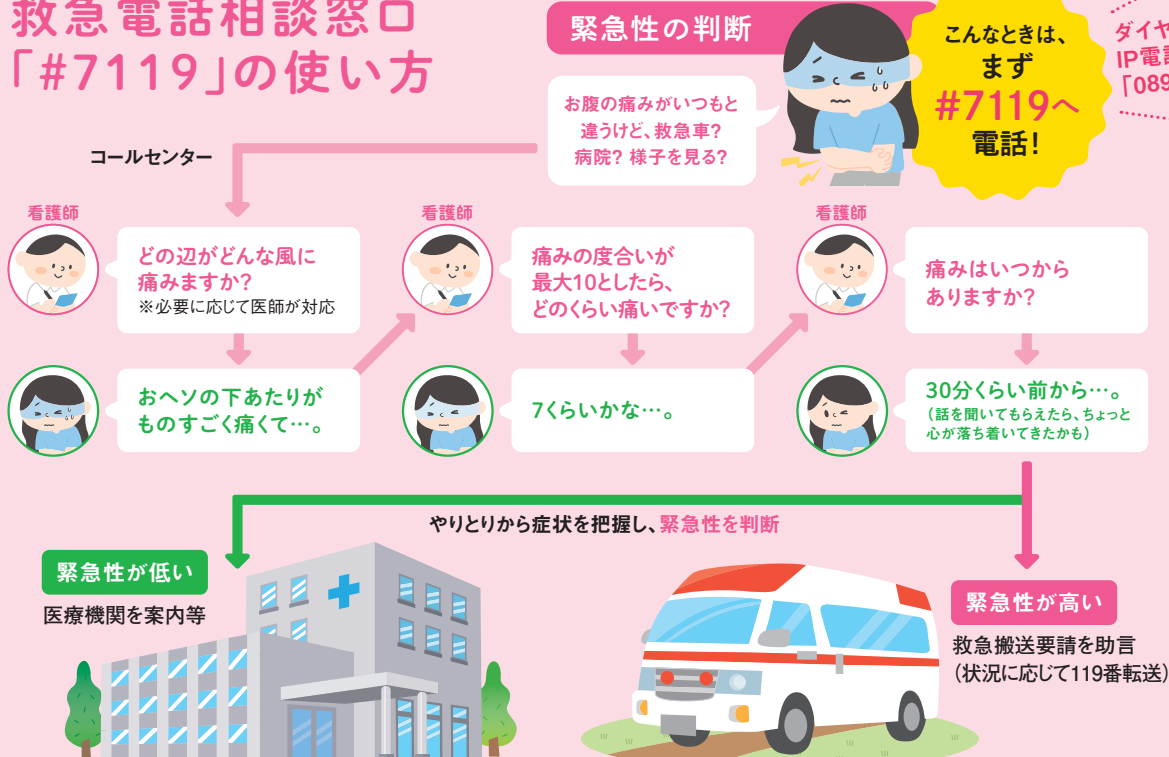 救急電話相談窓口
「#7119」の使い方
緊急性の判断
お腹の痛みがいつもと
違うけど、救急車?
病院? 様子を見る?
こんなときは、
まず
#7119へ
電話!
ダイヤ
IP電
「089
コールセンター
看護師
どの辺がどんな風に
痛みますか?
※必要に応じて医師が対応
おヘソの下あたりが
ものすごく痛くて…。
看護師
痛みの度合いが
最大10としたら、
どのくらい痛いですか?
7くらいかな…。
看護師
痛みはいつから
ありますか?
30分くらい前から…。
(話を聞いてもらえたら、ちょっと
心が落ち着いてきたかも)
やりとりから症状を把握し、緊急性を判断
緊急性が低い
医療機関を案内等
緊急性が高い
救急搬送要請を助言
(状況に応じて119番転送)